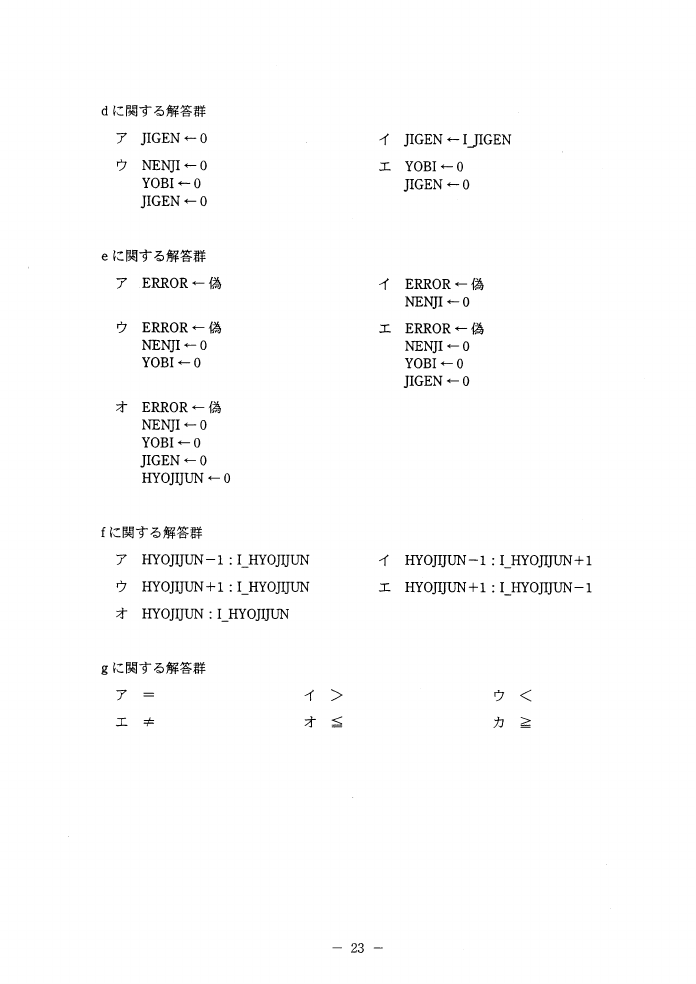 dに関する解答群
ア JIGEN ← 0 イ JIGEN ← I_JIGEN
ウ NENJI ← 0 エ YOBI ← 0
YOBI ← 0 JIGEN ← 0
JIGEN ← 0
eに関する解答群
ア ERROR ← 偽 イ ERROR ← 偽
NENJI ← 0
ウ ERROR ← 偽 エ ERROR ← 偽
NENJI ← 0 NENJI ← 0
YOBI ← 0 YOBI ← 0
JIGEN ← 0
オ ERROR ← 偽
NENJI ← 0
YOBI ← 0
JIGEN ← 0
HYOJIJUN ← 0
fに関する解答群
ア HYOJIJUN－1：I_HYOJIJUN イ HYOJIJUN－1：I_HYOJIJUN＋1
ウ HYOJIJUN＋1：I_HYOJIJUN エ HYOJIJUN＋1：I_HYOJIJUN－1
オ HYOJIJUN：I_HYOJIJUN
gに関する解答群
ア ＝ イ ＞ ウ ＜
エ ≠ オ ≦ カ ≧
― 23 ―